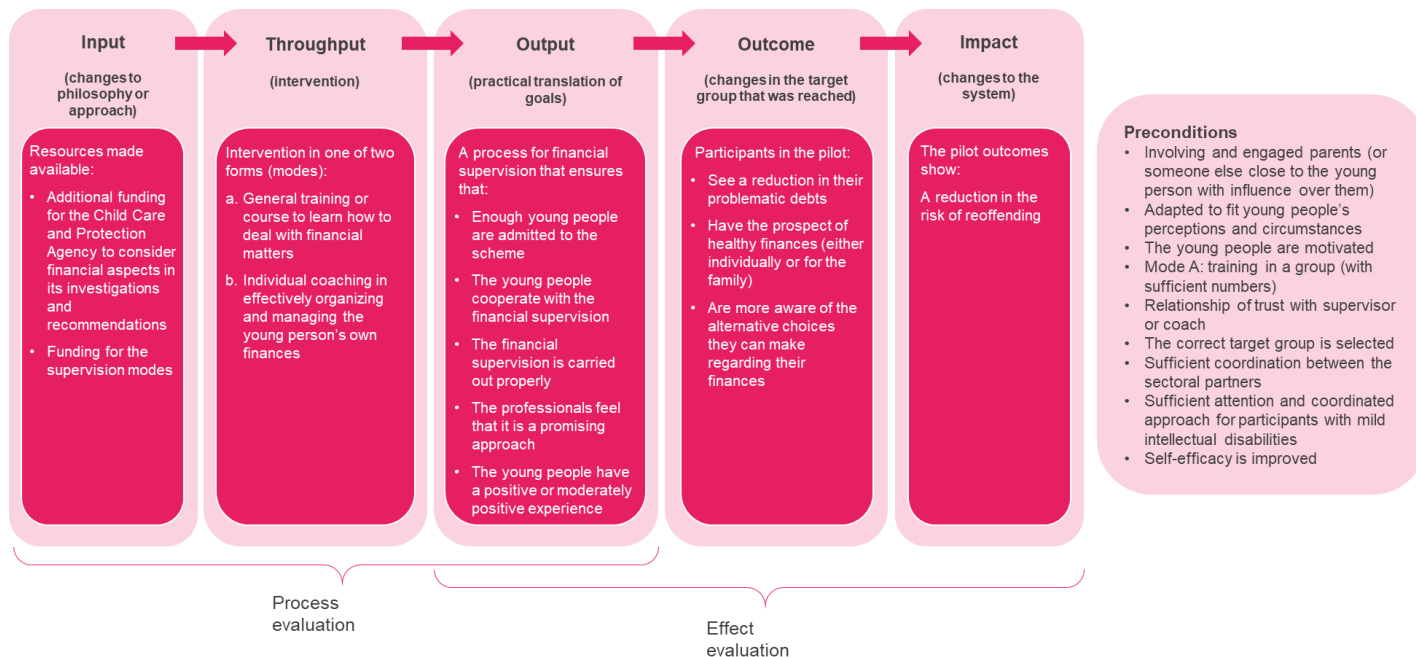 Input
(changes to
philosophy or
approach)
Resources made
available:
• Additional funding
for the Child Care
and Protection
Agency to consider
financial aspects in
its investigations
and
recommendations
• Funding for the
supervision modes
Throughput
(intervention)
Intervention in one of two
forms (modes):
a. General training or
course to learn how to
deal with financial
matters
b. Individual coaching in
effectively organizing
and managing the
young person's own
finances
Output
(practical translation of
goals)
A process for financial
supervision that ensures
that:
• Enough young people
are admitted to the
scheme
• The young people
cooperate with the
financial supervision
• The financial
supervision is carried
out properly
• The professionals feel
that it is a promising
approach
• The young people have
a positive or moderately
positive experience
Outcome
(changes in the target
group that was reached)
Participants in the pilot:
• See a reduction in their
problematic debts
• Have the prospect of
healthy finances (either
individually or for the
family)
• Are more aware of the
alternative choices
they can make
regarding their
finances
Impact
(changes to the
system)
The pilot outcomes
show:
A reduction in the
risk of reoffending
Preconditions
• Involving and engaged parents (or
someone else close to the young
person with influence over them)
• Adapted to fit young people's
perceptions and circumstances
• The young people are motivated
• Mode A: training in a group (with
sufficient numbers)
• Relationship of trust with supervisor
or coach
• The correct target group is selected
• Sufficient coordination between the
sectoral partners
• Sufficient attention and coordinated
approach for participants with mild
intellectual disabilities
• Self-efficacy is improved
Process
evaluation
Effect
evaluation